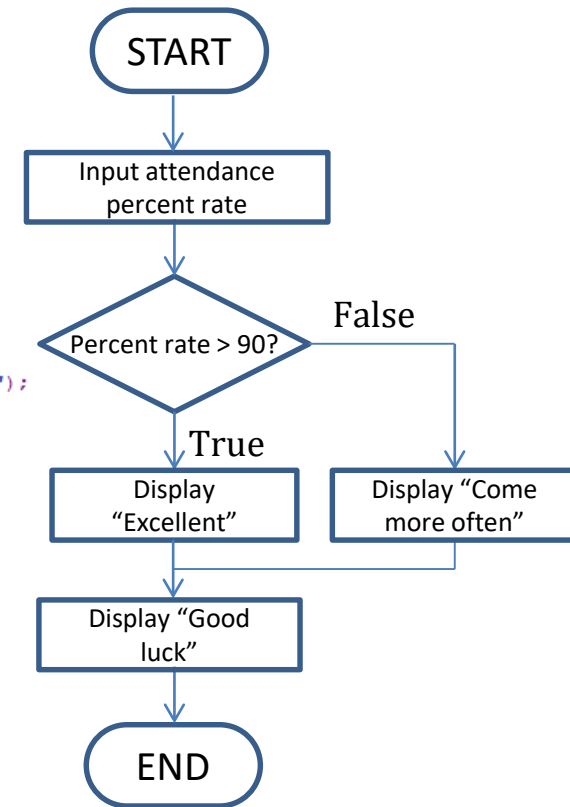 START
Input attendance
percent rate
Percent rate > 90?
False
");
True
Display
“Excellent”
Display “Come
more often”
Display “Good
luck”
END